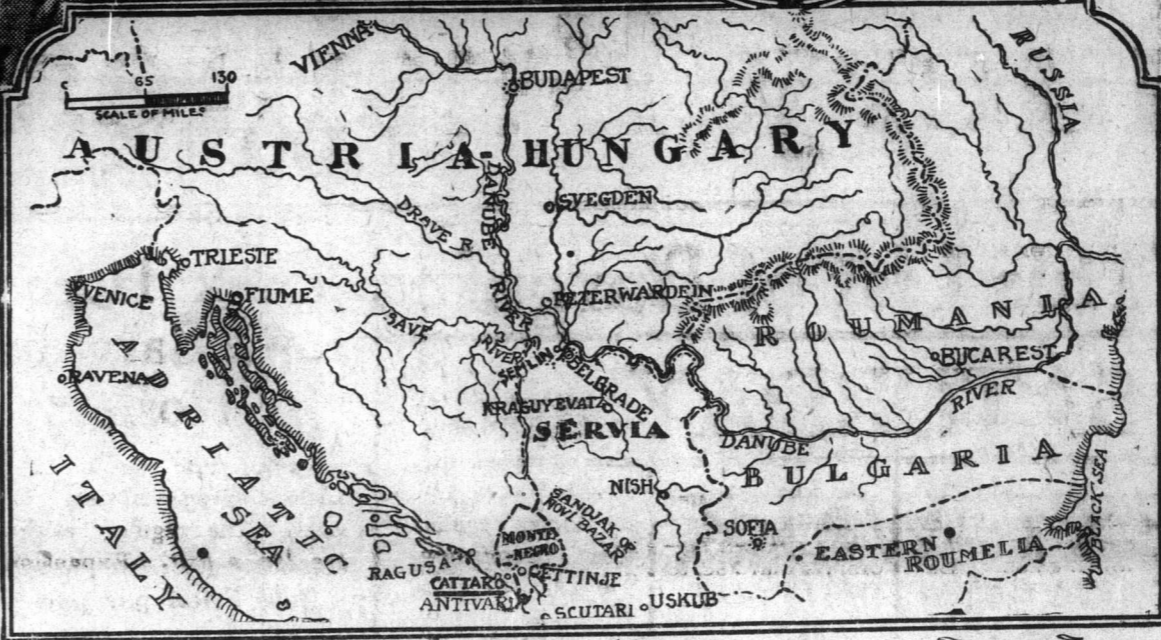 RUSSIA
VIENNA
BUDAPEST
0 65 130
SCALE OF MILES
AUSTRIA-HUNGARY
DANUBE
RIVER
SVEGDEN
DRAVE R
TRIESTE
VENICE
FIUME
PETERWARDEIN
ROUMANIA
SAVE
RIVER
SEMLIN
BELGRADE
BUCAREST
RAVENA
KRAGUYEVATZ
SERVIA
DANUBE
RIVER
ADRIATIC
SEA
ITALY
BULGARIA
NISH
SANDJAK OF
NOVI BAZAR
BLACK SEA
SOFIA
MONTE
-NEGRO
EASTERN
ROUMELIA
RAGUSA
CATTARO
CETTINJE
ANTIVARI
SCUTARI
USKUB